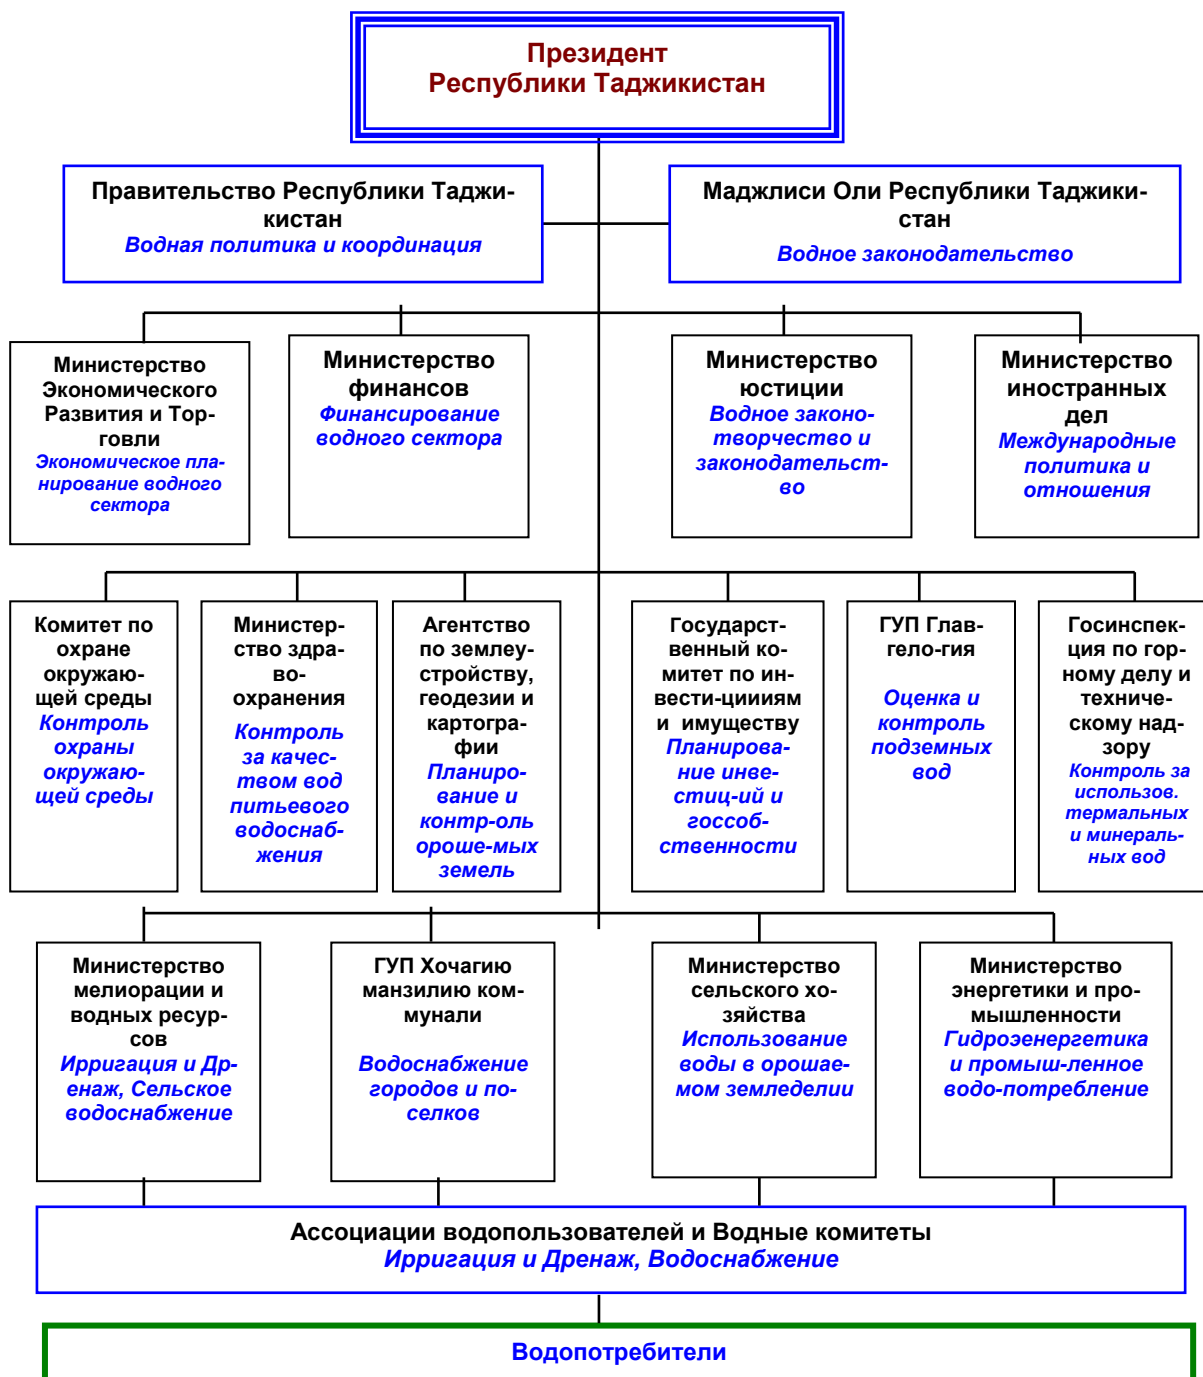 Президент
Республики Таджикистан
Правительство Республики Таджи-
кистан
Водная политика и координация
Маджлиси Оли Республики Таджики-
стан
Водное законодательство
Министерство
Экономического
Развития и Тор-
говли
Экономическое пла-
нирование водного
сектора
Министерство
финансов
Финансирование
водного сектора
Министерство
юстиции
Водное законо-
творчество и
законодательст-
во
Министерство
иностранных
дел
Международные
политика и
отношения
Комитет по
охране
окружаю-
щей среды
Контроль
охраны
окружаю-
щей среды
Министер-
ство здра-
во-
охранения
Контроль
за качес-
твом вод
питьевого
водоснаб-
жения
Агентство
по землеу-
стройству,
геодезии и
картогра-
фии
Планиро-
вание и
контр-оль
ороше-мых
земель
Государст-
венный ко-
митет по ин-
вести-цииям
и имуществу
Планирова-
ние инве-
стиц-ий и
госсоб-
ственности
ГУП Глав-
гело-гия
Оценка и
контроль
подземных
вод
Госинспек-
ция по гор-
ному делу и
техниче-
скому над-
зору
Контроль за
использов.
термальных
и минераль-
ных вод
Министерство
мелиорации и
водных ресур-
сов
Ирригация и Др-
енаж, Сельское
водоснабжение
ГУП Хочагию
манзилию ком-
мунали
Водоснабжение
городов и по-
селков
Министерство
сельского хо-
зяйства
Использование
воды в орошае-
мом земледелии
Министерство
энергетики и про-
мышленности
Гидроэнергетика
и промыш-ленное
водо-потребление
Ассоциации водопользователей и Водные комитеты
Ирригация и Дренаж, Водоснабжение
Водопотребители